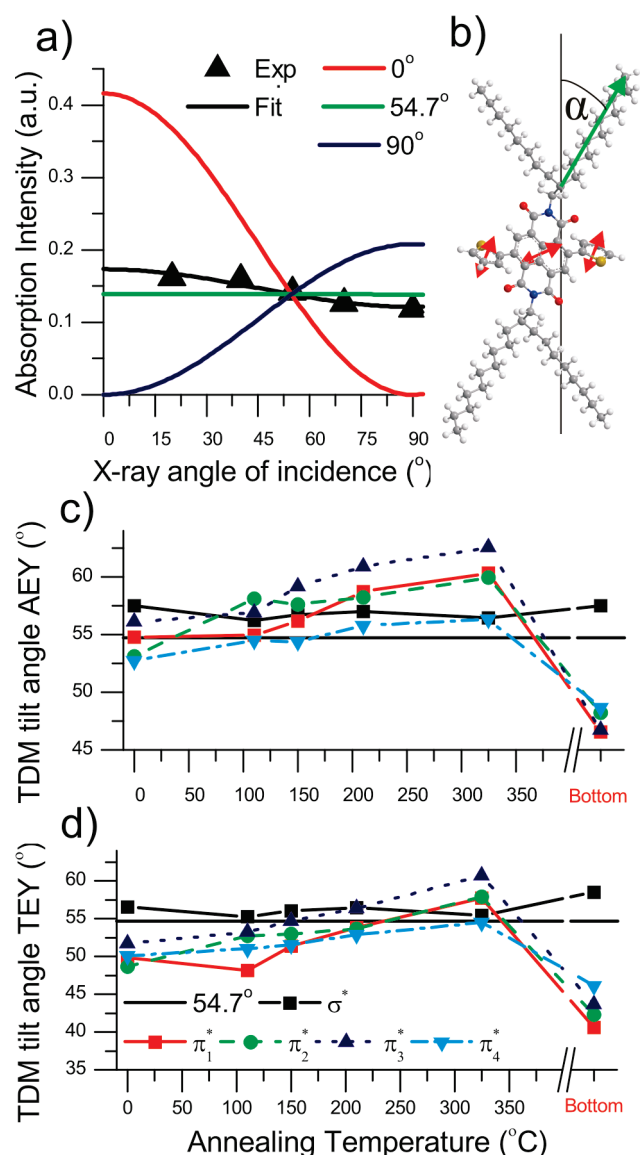 a)
Exp
0°
Fit
54.7°
90°
Absorption Intensity (a.u.)
0.4
0.3
0.2
0.1
0.0
0 15 30 45 60 75 90
X-ray angle of incidence (°)
b)
α
c)
TDM tilt angle AEY (°)
60
55
50
45
0 50 100 150 200 250 300 350 Bottom
d)
TDM tilt angle TEY (°)
60
55
50
45
40
35
54.7° σ*
π₁* π₂* π₃* π₄*
0 50 100 150 200 250 300 350 Bottom
Annealing Temperature (°C)